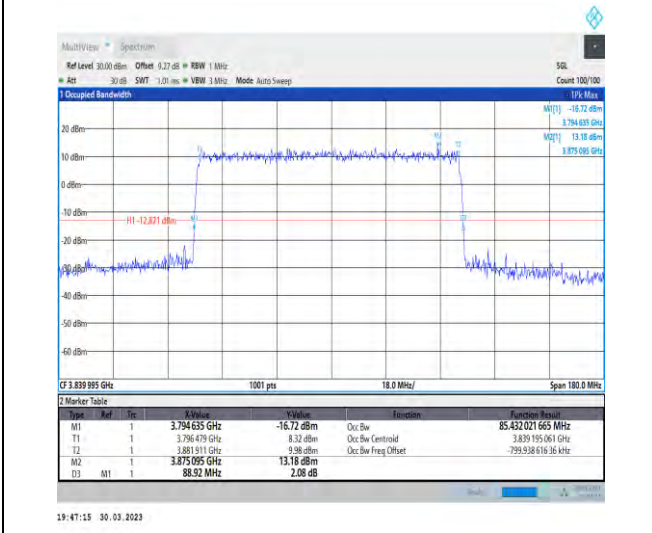 MultiView Spectrum
Ref Level 30.00 dBm Offset 9.27 dB RBW 1 MHz SGL
Att 30 dB SWT 1.01 ms VBW 3 MHz Mode Auto Sweep Count 100/100
1 Occupied Bandwidth 1Pk Max
M1[1] -16.72 dBm
3.794 635 GHz
20 dBm
M2[1] 13.18 dBm
3.875 095 GHz
10 dBm
0 dBm
-10 dBm
H1 -12.821 dBm
M1
-20 dBm
-30 dBm
-40 dBm
-50 dBm
-60 dBm
CF 3.839 995 GHz 1001 pts 18.0 MHz/ Span 180.0 MHz
2 Marker Table
Type Ref Trc X-Value Y-Value Function Function Result
M1 1 3.794 635 GHz -16.72 dBm Occ Bw 85.432 021 665 MHz
T1 1 3.796 479 GHz 8.32 dBm Occ Bw Centroid 3.839 195 061 GHz
T2 1 3.881 911 GHz 9.98 dBm Occ Bw Freq Offset -799.938 616 36 kHz
M2 1 3.875 095 GHz 13.18 dBm
D3 M1 1 88.92 MHz 2.08 dB
19:47:15 30.03.2023